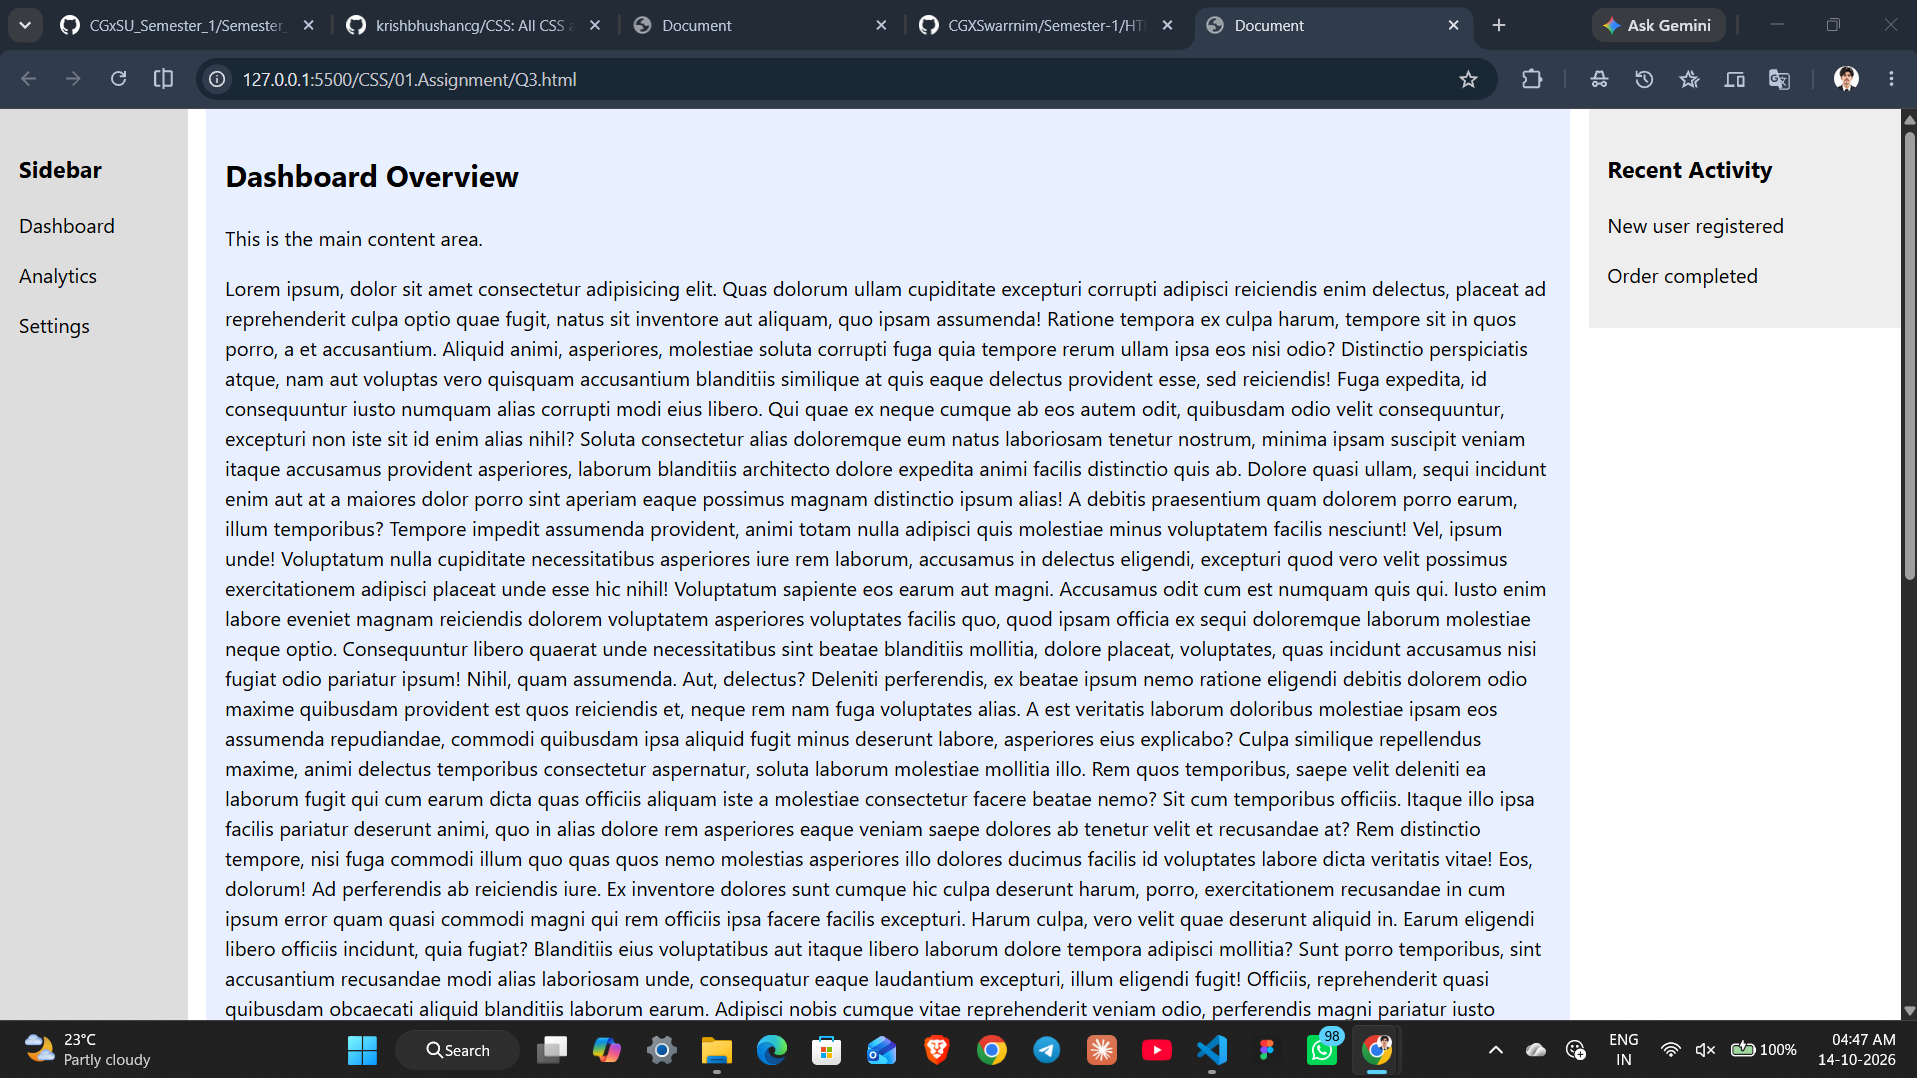 CGxSU_Semester_1/Semester_
krishbhushancg/CSS: All CSS a
Document
CGXSwarrnim/Semester-1/HT
Document
Ask Gemini
127.0.0.1:5500/CSS/01.Assignment/Q3.html
Sidebar
Dashboard
Analytics
Settings
Dashboard Overview
This is the main content area.
Lorem ipsum, dolor sit amet consectetur adipisicing elit. Quas dolorum ullam cupiditate excepturi corrupti adipisci reiciendis enim delectus, placeat ad
reprehenderit culpa optio quae fugit, natus sit inventore aut aliquam, quo ipsam assumenda! Ratione tempora ex culpa harum, tempore sit in quos
porro, a et accusantium. Aliquid animi, asperiores, molestiae soluta corrupti fuga quia tempore rerum ullam ipsa eos nisi odio? Distinctio perspiciatis
atque, nam aut voluptas vero quisquam accusantium blanditiis similique at quis eaque delectus provident esse, sed reiciendis! Fuga expedita, id
consequuntur iusto numquam alias corrupti modi eius libero. Qui quae ex neque cumque ab eos autem odit, quibusdam odio velit consequuntur,
excepturi non iste sit id enim alias nihil? Soluta consectetur alias doloremque eum natus laboriosam tenetur nostrum, minima ipsam suscipit veniam
itaque accusamus provident asperiores, laborum blanditiis architecto dolore expedita animi facilis distinctio quis ab. Dolore quasi ullam, sequi incidunt
enim aut at a maiores dolor porro sint aperiam eaque possimus magnam distinctio ipsum alias! A debitis praesentium quam dolorem porro earum,
illum temporibus? Tempore impedit assumenda provident, animi totam nulla adipisci quis molestiae minus voluptatem facilis nesciunt! Vel, ipsum
unde! Voluptatum nulla cupiditate necessitatibus asperiores iure rem laborum, accusamus in delectus eligendi, excepturi quod vero velit possimus
exercitationem adipisci placeat unde esse hic nihil! Voluptatum sapiente eos earum aut magni. Accusamus odit cum est numquam quis qui. Iusto enim
labore eveniet magnam reiciendis dolorem voluptatem asperiores voluptates facilis quo, quod ipsam officia ex sequi doloremque laborum molestiae
neque optio. Consequuntur libero quaerat unde necessitatibus sint beatae blanditiis mollitia, dolore placeat, voluptates, quas incidunt accusamus nisi
fugiat odio pariatur ipsum! Nihil, quam assumenda. Aut, delectus? Deleniti perferendis, ex beatae ipsum nemo ratione eligendi debitis dolorem odio
maxime quibusdam provident est quos reiciendis et, neque rem nam fuga voluptates alias. A est veritatis laborum doloribus molestiae ipsam eos
assumenda repudiandae, commodi quibusdam ipsa aliquid fugit minus deserunt labore, asperiores eius explicabo? Culpa similique repellendus
maxime, animi delectus temporibus consectetur aspernatur, soluta laborum molestiae mollitia illo. Rem quos temporibus, saepe velit deleniti ea
laborum fugit qui cum earum dicta quas officiis aliquam iste a molestiae consectetur facere beatae nemo? Sit cum temporibus officiis. Itaque illo ipsa
facilis pariatur deserunt animi, quo in alias dolore rem asperiores eaque veniam saepe dolores ab tenetur velit et recusandae at? Rem distinctio
tempore, nisi fuga commodi illum quo quas quos nemo molestias asperiores illo dolores ducimus facilis id voluptates labore dicta veritatis vitae! Eos,
dolorum! Ad perferendis ab reiciendis iure. Ex inventore dolores sunt cumque hic culpa deserunt harum, porro, exercitationem recusandae in cum
ipsum error quam quasi commodi magni qui rem officiis ipsa facere facilis excepturi. Harum culpa, vero velit quae deserunt aliquid in. Earum eligendi
libero officiis incidunt, quia fugiat? Blanditiis eius voluptatibus aut itaque libero laborum dolore tempora adipisci mollitia? Sunt porro temporibus, sint
accusantium recusandae modi alias laboriosam unde, consequatur eaque laudantium excepturi, illum eligendi fugit! Officiis, reprehenderit quasi
quibusdam obcaecati aliquid blanditiis laborum earum. Adipisci nobis cumque vitae reprehenderit veniam odio, perferendis magni pariatur iusto
Recent Activity
New user registered
Order completed
23°C
Partly cloudy
Search
98
ENG
IN
100%
04:47 AM
14-10-2026